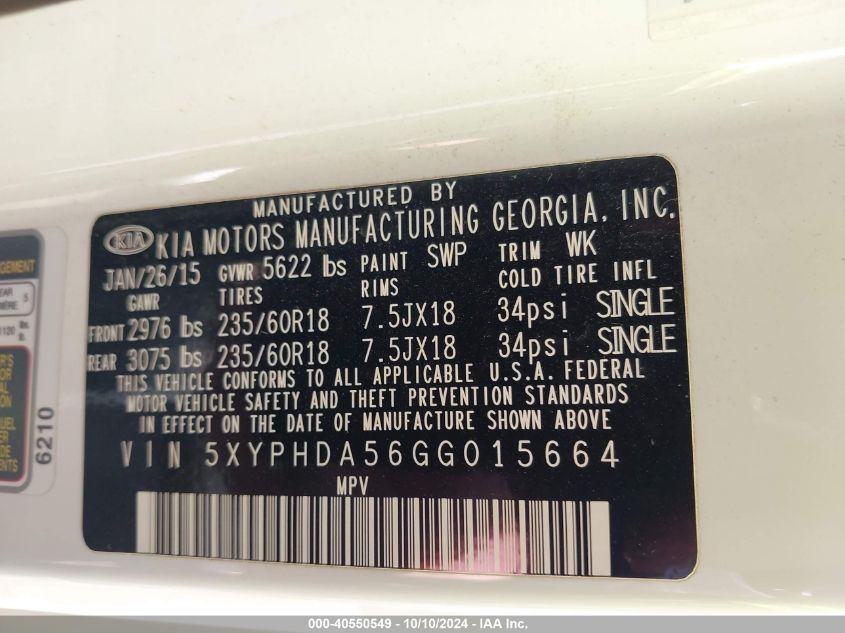 MANUFACTURED BY
KIA KIA MOTORS MANUFACTURING GEORGIA, INC.
JAN/26/15 GVWR 5622 lbs PAINT SWP TRIM WK
GAWR TIRES RIMS COLD TIRE INFL
FRONT 2976 lbs 235/60R18 7.5JX18 34psi SINGLE
REAR 3075 lbs 235/60R18 7.5JX18 34psi SINGLE
THIS VEHICLE CONFORMS TO ALL APPLICABLE U.S.A. FEDERAL
MOTOR VEHICLE SAFETY AND THEFT PREVENTION STANDARDS
IN EFFECT ON THE DATE OF MANUFACTURE SHOWN ABOVE
VIN 5XYPHDA56GG015664
MPV
5
lbs.
6210
000-40550549 - 10/10/2024 - IAA Inc.